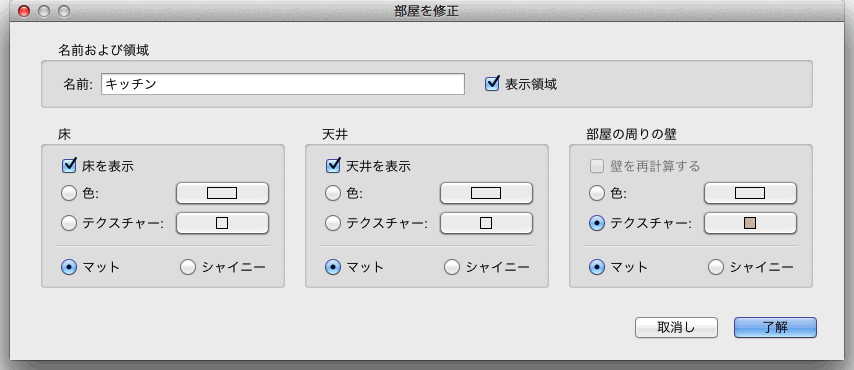 部屋を修正
名前および領域
名前: キッチン 表示領域
床 天井 部屋の周りの壁
床を表示 天井を表示 壁を再計算する
色: 色: 色:
テクスチャー: テクスチャー: テクスチャー:
マット シャイニー マット シャイニー マット シャイニー
取消し 了解